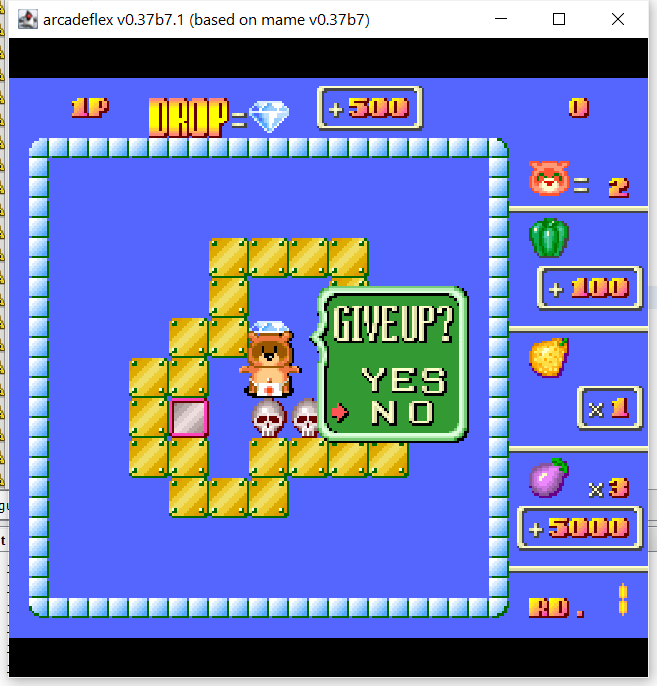 arcadeflex v0.37b7.1 (based on mame v0.37b7)
1P DROP= +500 0
= 2
+100
GIVE UP?
YES
NO
×1
×3
+5000
RD. 1